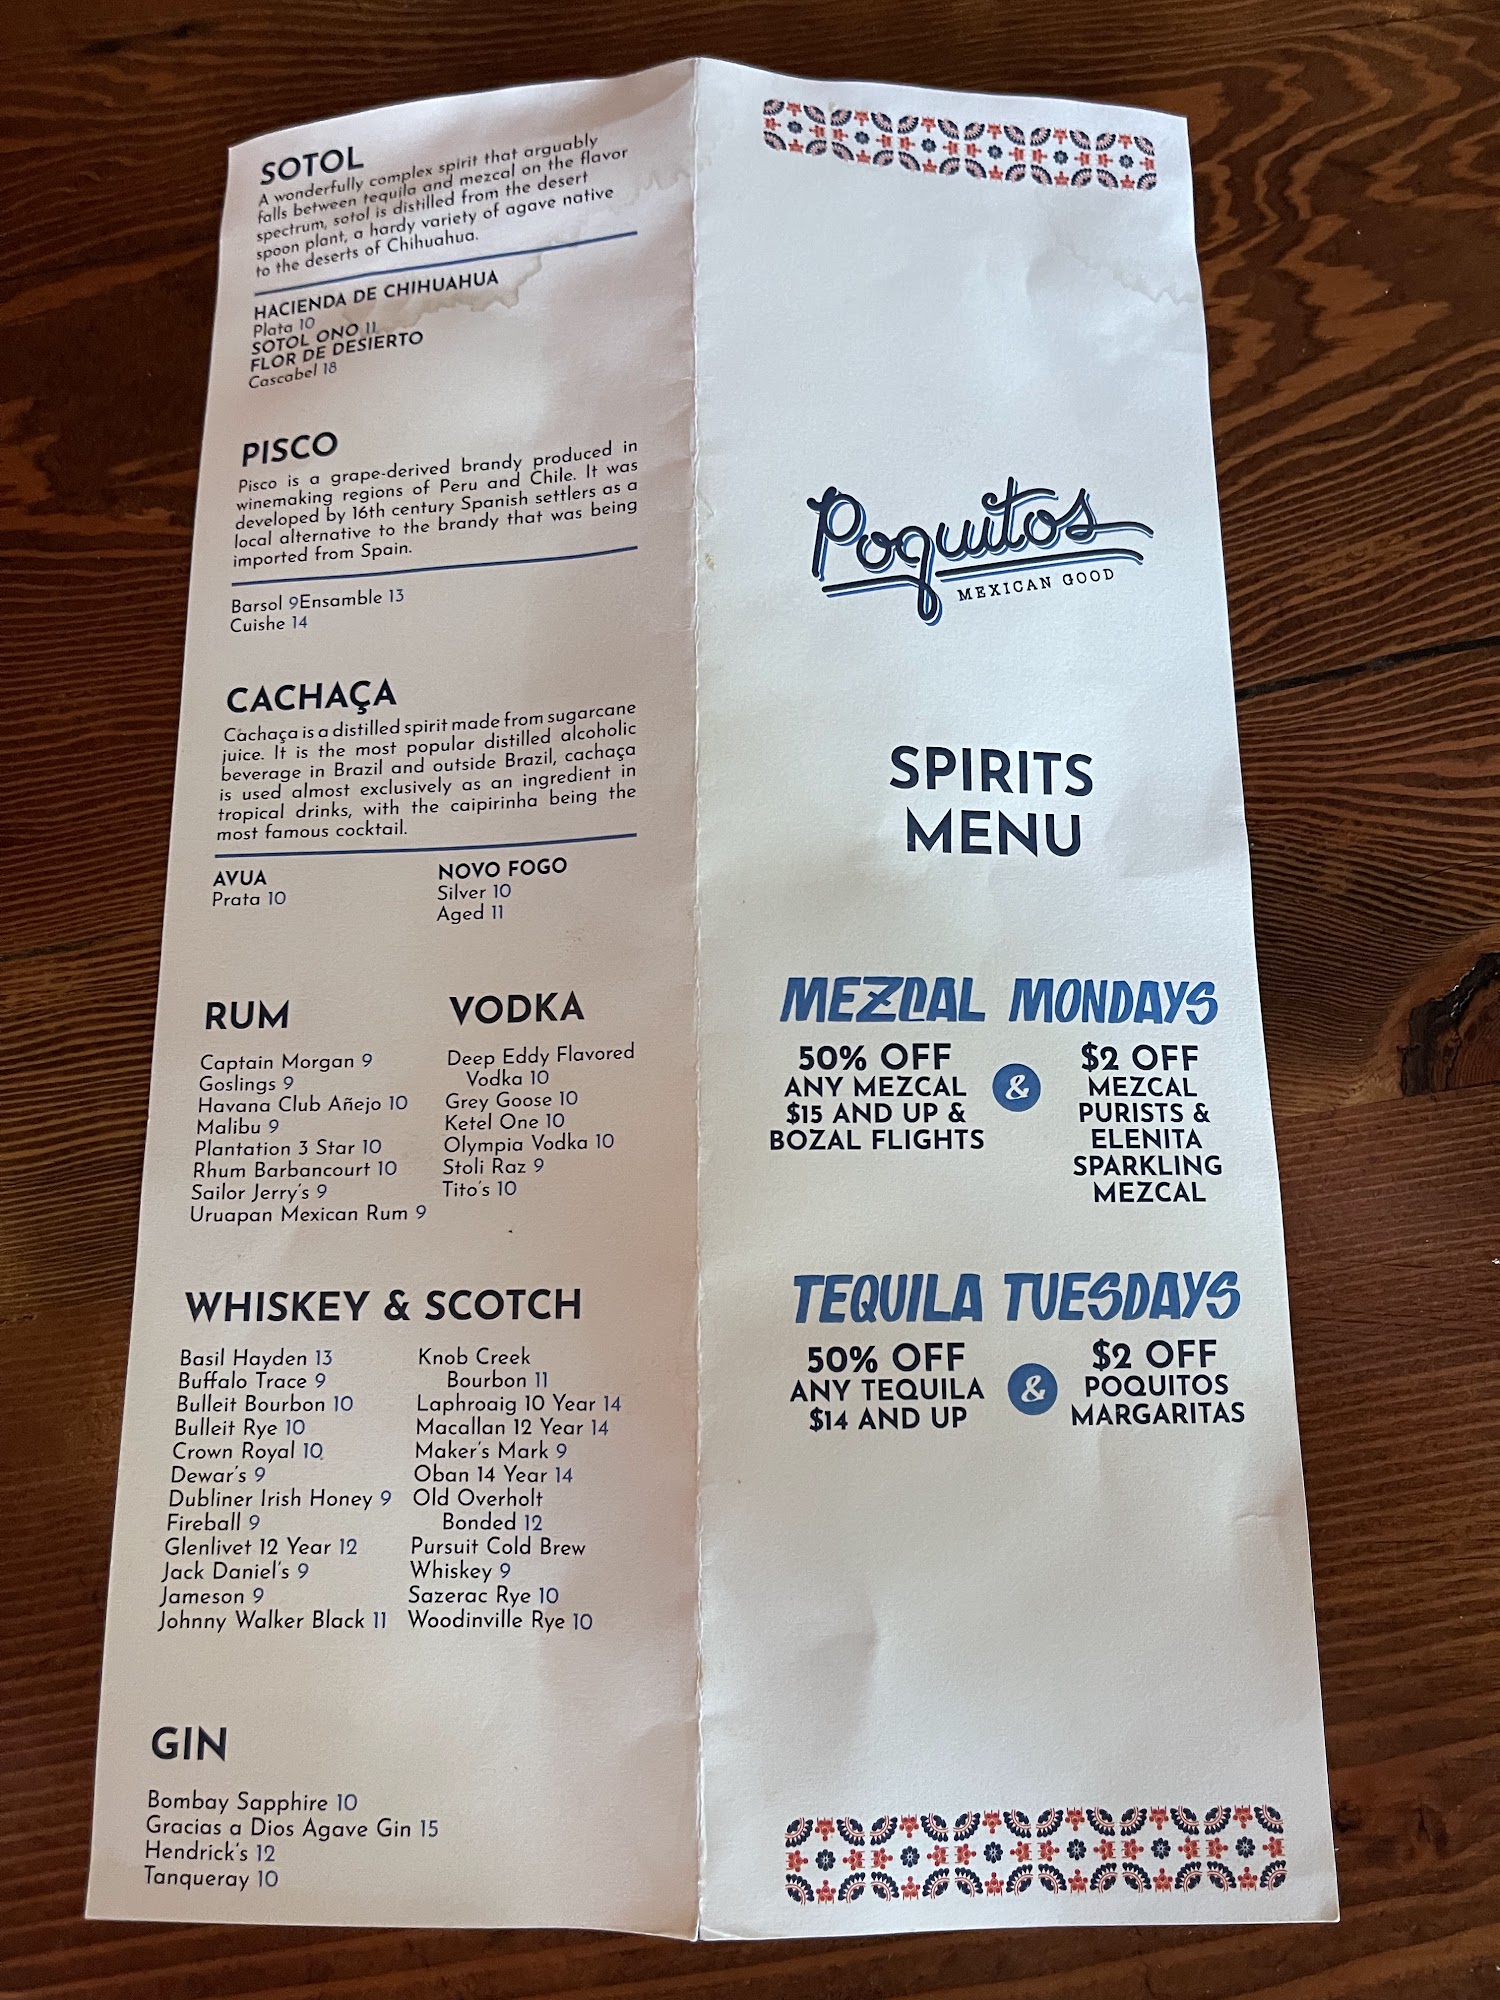 SOTOL
A wonderfully complex spirit that arguably
falls between tequila and mezcal on the flavor
spectrum, sotol is distilled from the desert
spoon plant, a hardy variety of agave native
to the deserts of Chihuahua.
HACIENDA DE CHIHUAHUA
Plata 10
SOTOL ONO 11
FLOR DE DESIERTO
Cascabel 18
PISCO
Pisco is a grape-derived brandy produced in
winemaking regions of Peru and Chile. It was
developed by 16th century Spanish settlers as a
local alternative to the brandy that was being
imported from Spain.
Barsol 9Ensamble 13
Cuishe 14
CACHAÇA
Cachaça is a distilled spirit made from sugarcane
juice. It is the most popular distilled alcoholic
beverage in Brazil and outside Brazil, cachaça
is used almost exclusively as an ingredient in
tropical drinks, with the caipirinha being the
most famous cocktail.
AVUA
Prata 10
NOVO FOGO
Silver 10
Aged 11
RUM
Captain Morgan 9
Goslings 9
Havana Club Añejo 10
Malibu 9
Plantation 3 Star 10
Rhum Barbancourt 10
Sailor Jerry's 9
Uruapan Mexican Rum 9
VODKA
Deep Eddy Flavored
Vodka 10
Grey Goose 10
Ketel One 10
Olympia Vodka 10
Stoli Raz 9
Tito's 10
WHISKEY & SCOTCH
Basil Hayden 13
Buffalo Trace 9
Bulleit Bourbon 10
Bulleit Rye 10
Crown Royal 10
Dewar's 9
Dubliner Irish Honey 9
Fireball 9
Glenlivet 12 Year 12
Jack Daniel's 9
Jameson 9
Johnny Walker Black 11
Knob Creek
Bourbon 11
Laphroaig 10 Year 14
Macallan 12 Year 14
Maker's Mark 9
Oban 14 Year 14
Old Overholt
Bonded 12
Pursuit Cold Brew
Whiskey 9
Sazerac Rye 10
Woodinville Rye 10
GIN
Bombay Sapphire 10
Gracias a Dios Agave Gin 15
Hendrick's 12
Tanqueray 10
Poquitos
MEXICAN GOOD
SPIRITS
MENU
MEZCAL MONDAYS
50% OFF
ANY MEZCAL
$15 AND UP &
BOZAL FLIGHTS
&
$2 OFF
MEZCAL
PURISTS &
ELENITA
SPARKLING
MEZCAL
TEQUILA TUESDAYS
50% OFF
ANY TEQUILA
$14 AND UP
&
$2 OFF
POQUITOS
MARGARITAS